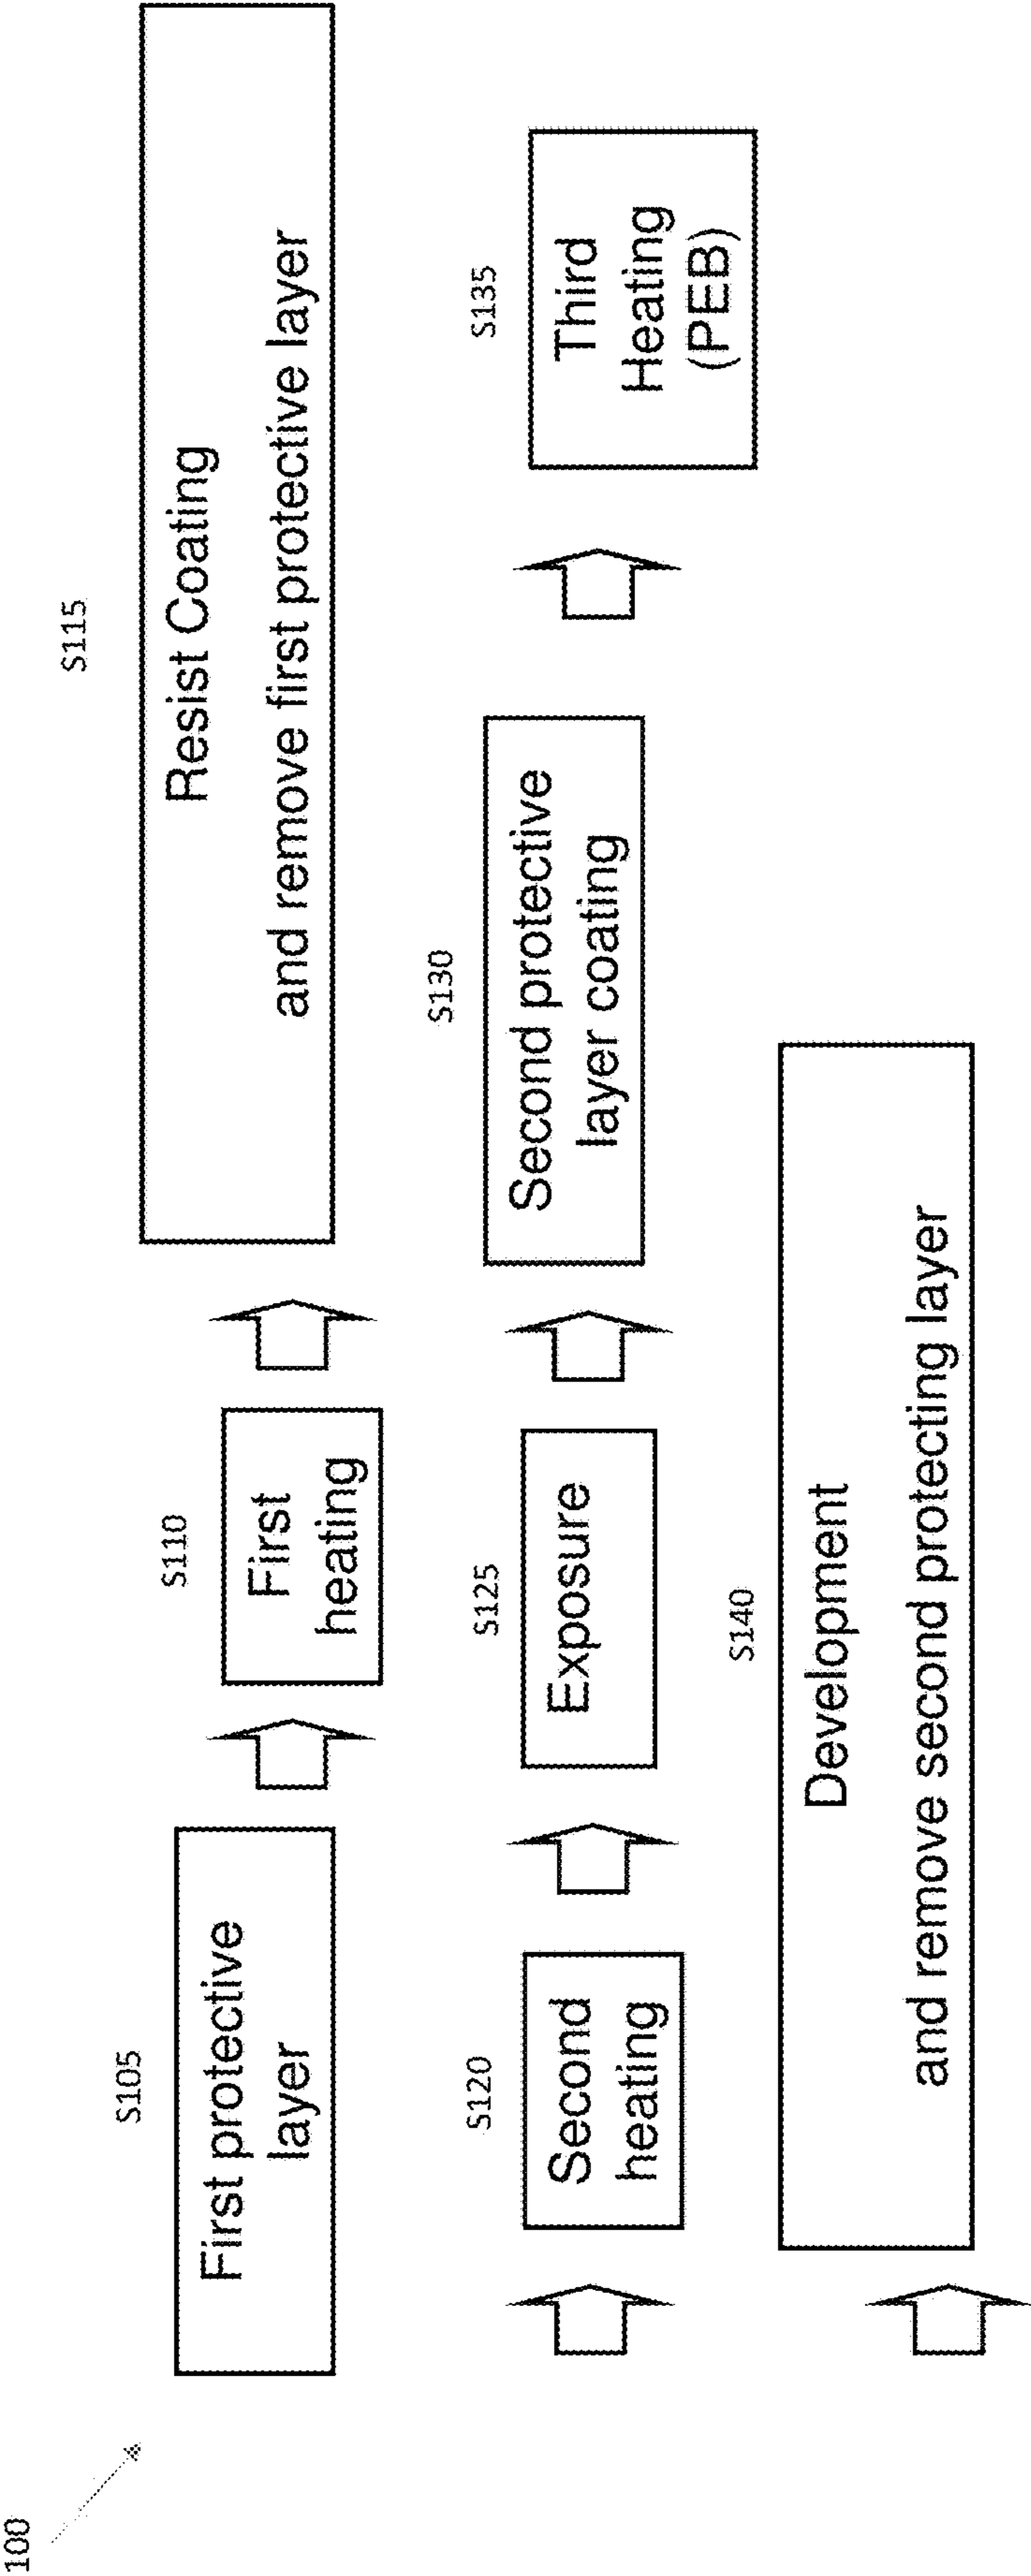 100
S105
First protective
layer
S110
First
heating
S115
Resist Coating
and remove first protective layer
S120
Second
heating
S125
Exposure
S130
Second protective
layer coating
S135
Third
Heating
(PEB)
S140
Development
and remove second protecting layer